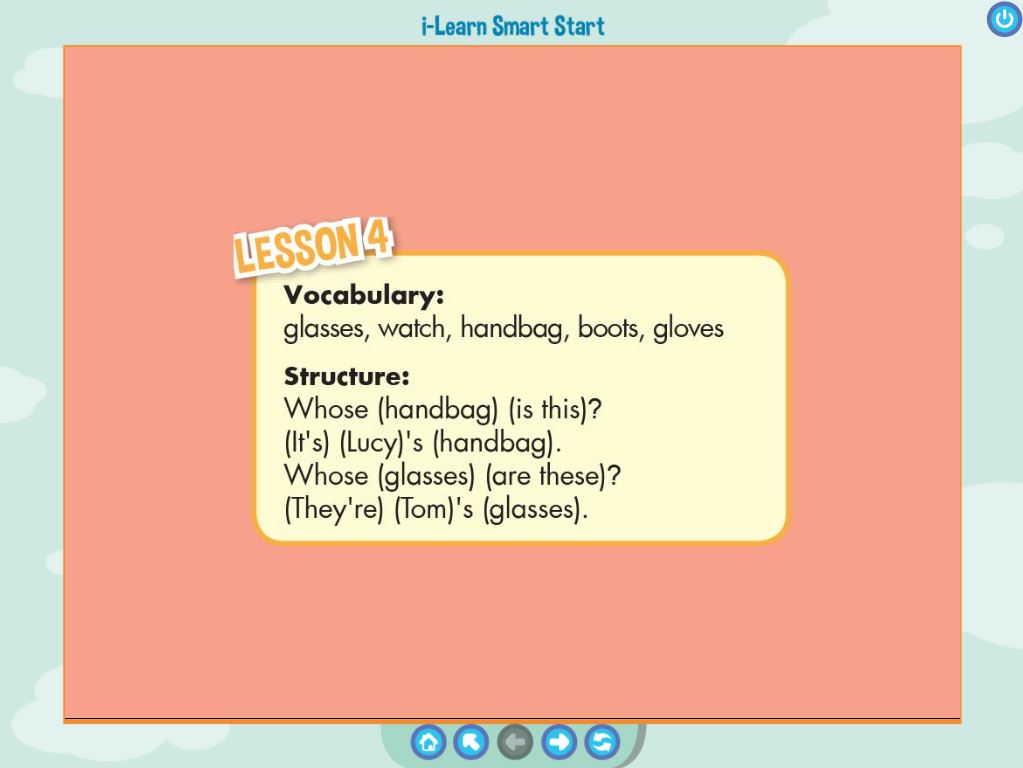 i-Learn Smart Start
LESSON 4
Vocabulary:
glasses, watch, handbag, boots, gloves
Structure:
Whose (handbag) (is this)?
(It's) (Lucy)'s (handbag).
Whose (glasses) (are these)?
(They're) (Tom)'s (glasses).